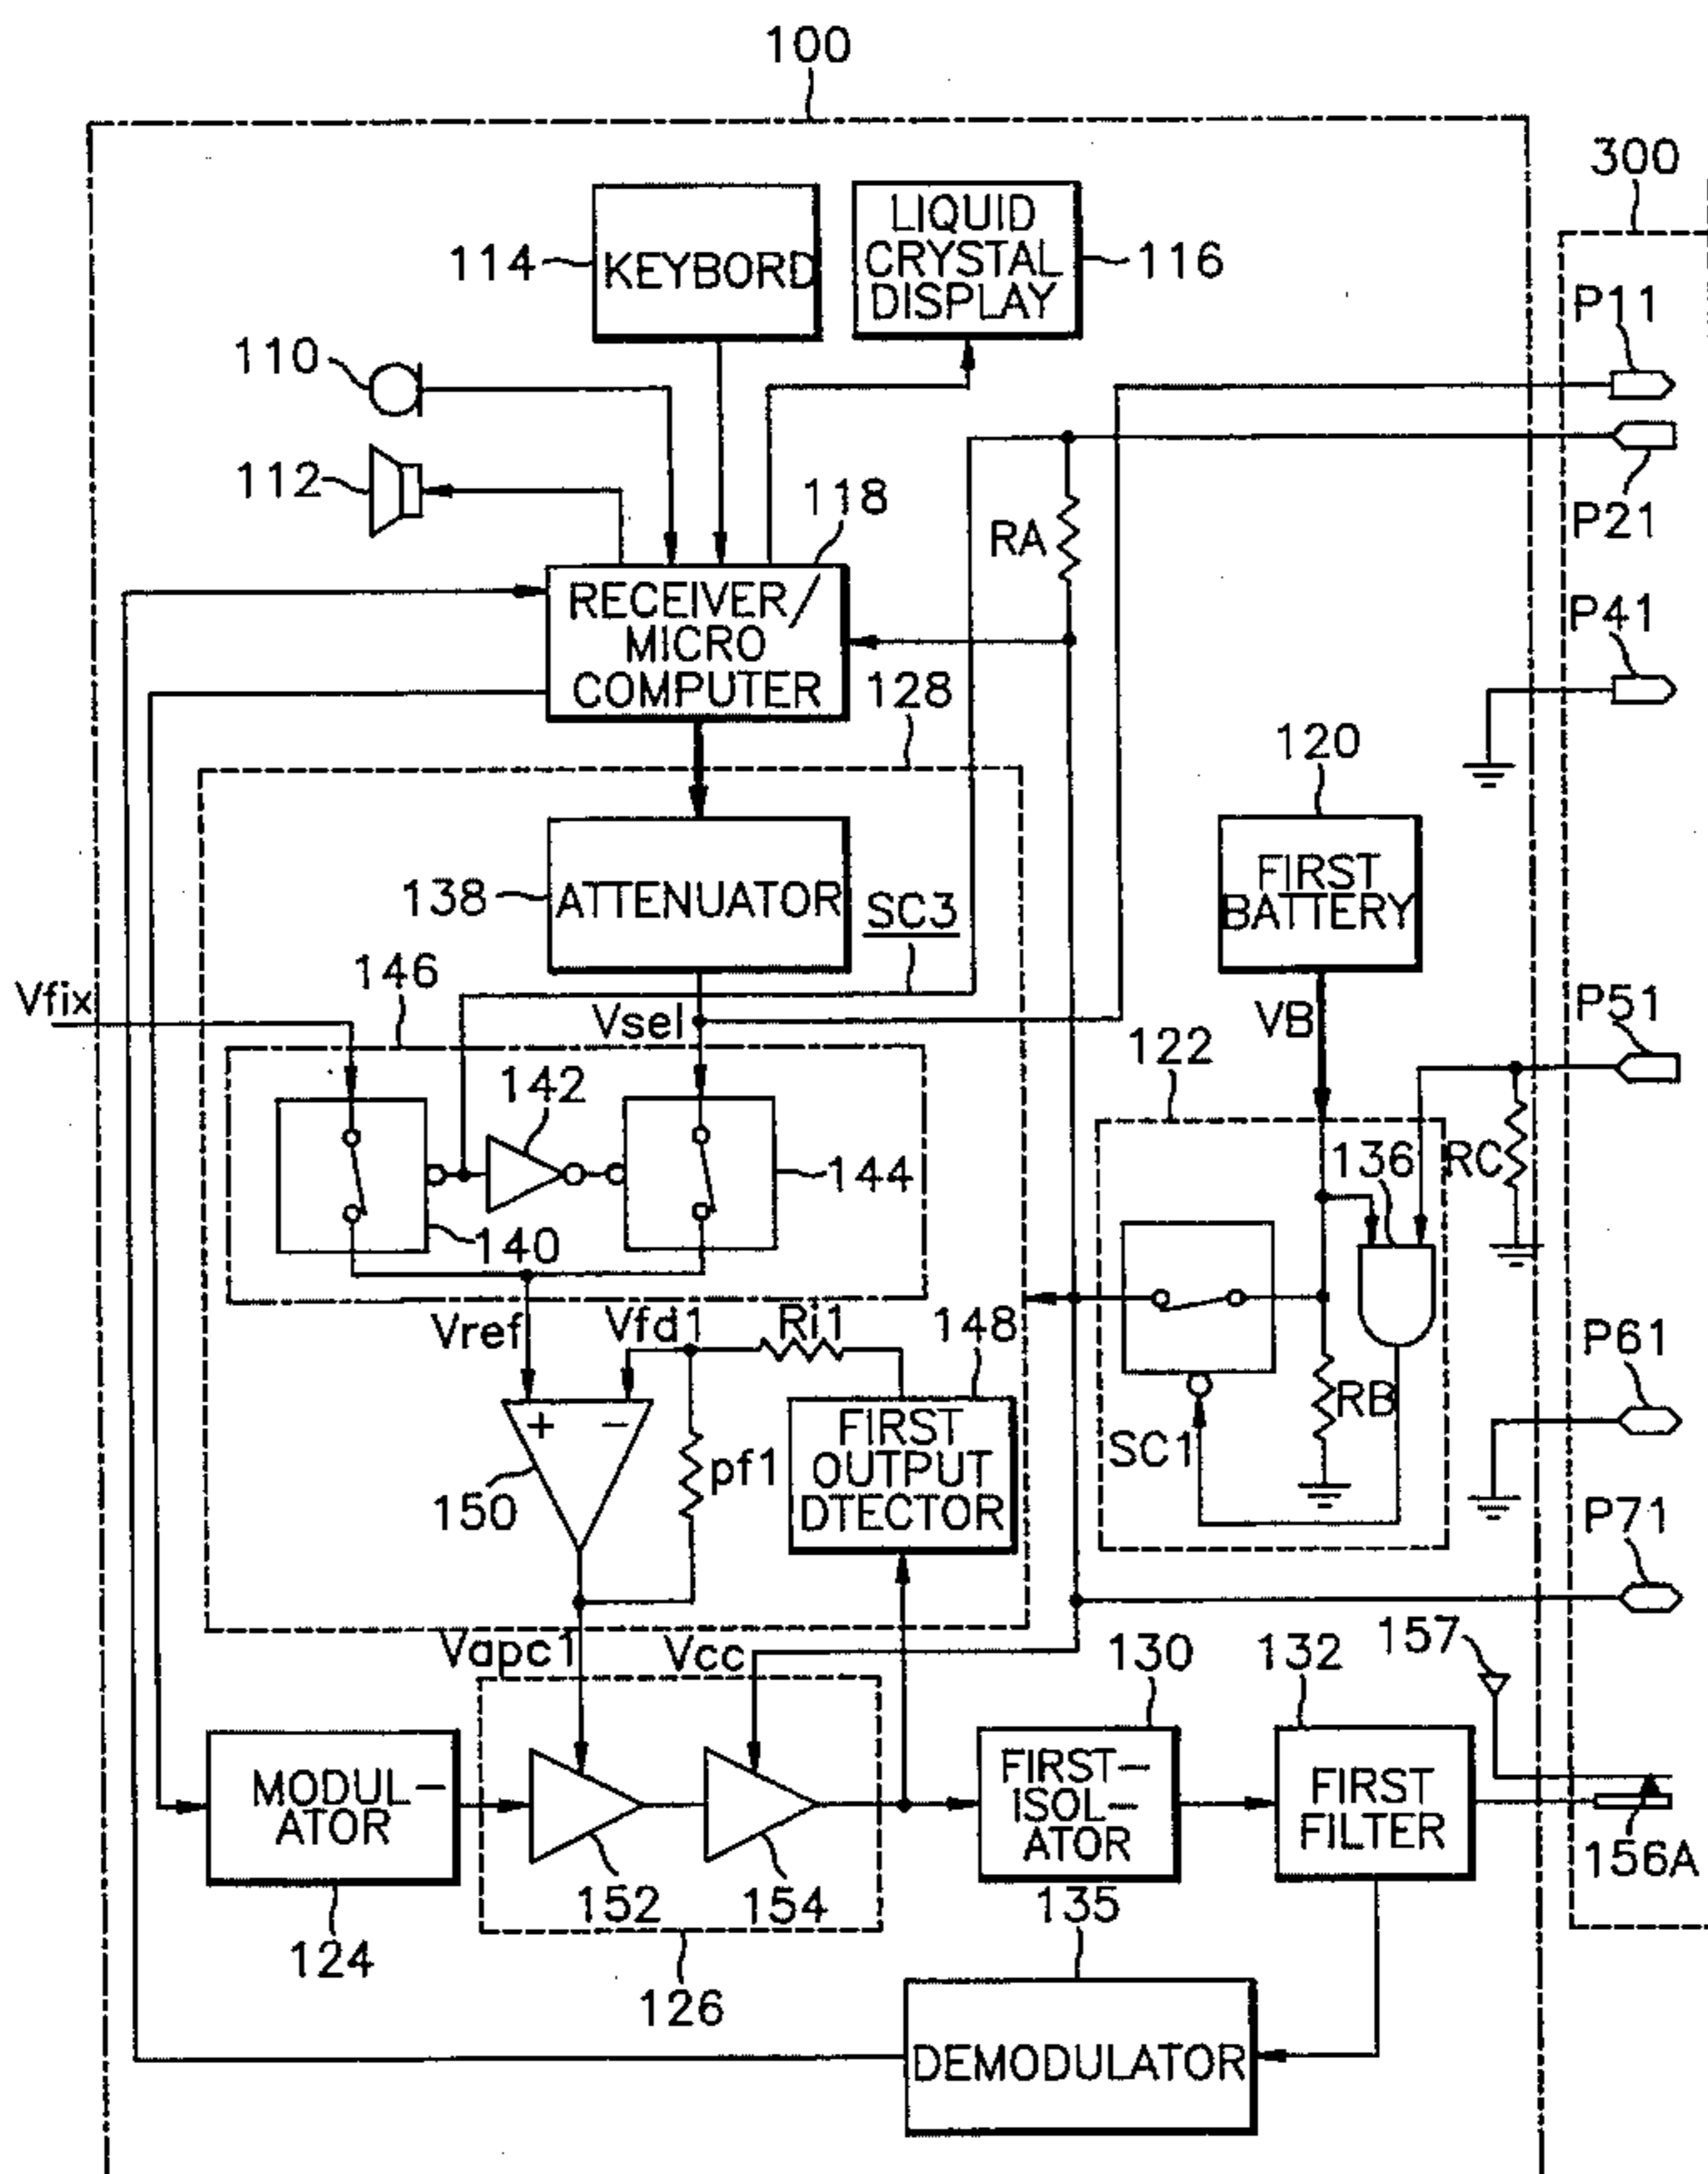 100
300
114
KEYBORD
LIQUID
CRYSTAL
DISPLAY
116
P11
110
112
118
RA
P21
RECEIVER/
MICRO
COMPUTER
128
P41
120
138
ATTENUATOR
SC3
FIRST
BATTERY
146
Vfix
Vsel
VB
P51
122
142
136
RC
144
140
Vref
Vfd1
Ri1
148
P61
+
-
FIRST
OUTPUT
DTECTOR
SC1
RB
150
pf1
P71
Vapc1
Vcc
130
132
157
MODUL-
ATOR
FIRST-
ISOL-
ATOR
FIRST
FILTER
152
154
156A
135
124
126
DEMODULATOR